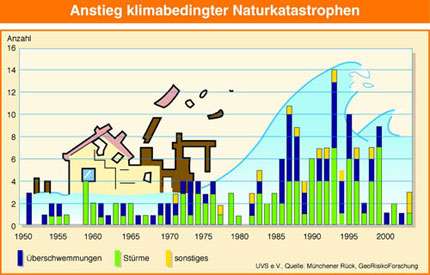 Anstieg klimabedingter Naturkatastrophen
Anzahl
16
14
12
10
8
6
4
2
0
1950 1955 1960 1965 1970 1975 1980 1985 1990 1995 2000
überschwemmungen Stürme sonstiges
UVS e.V., Quelle: Münchener Rück, GeoRisikoForschung